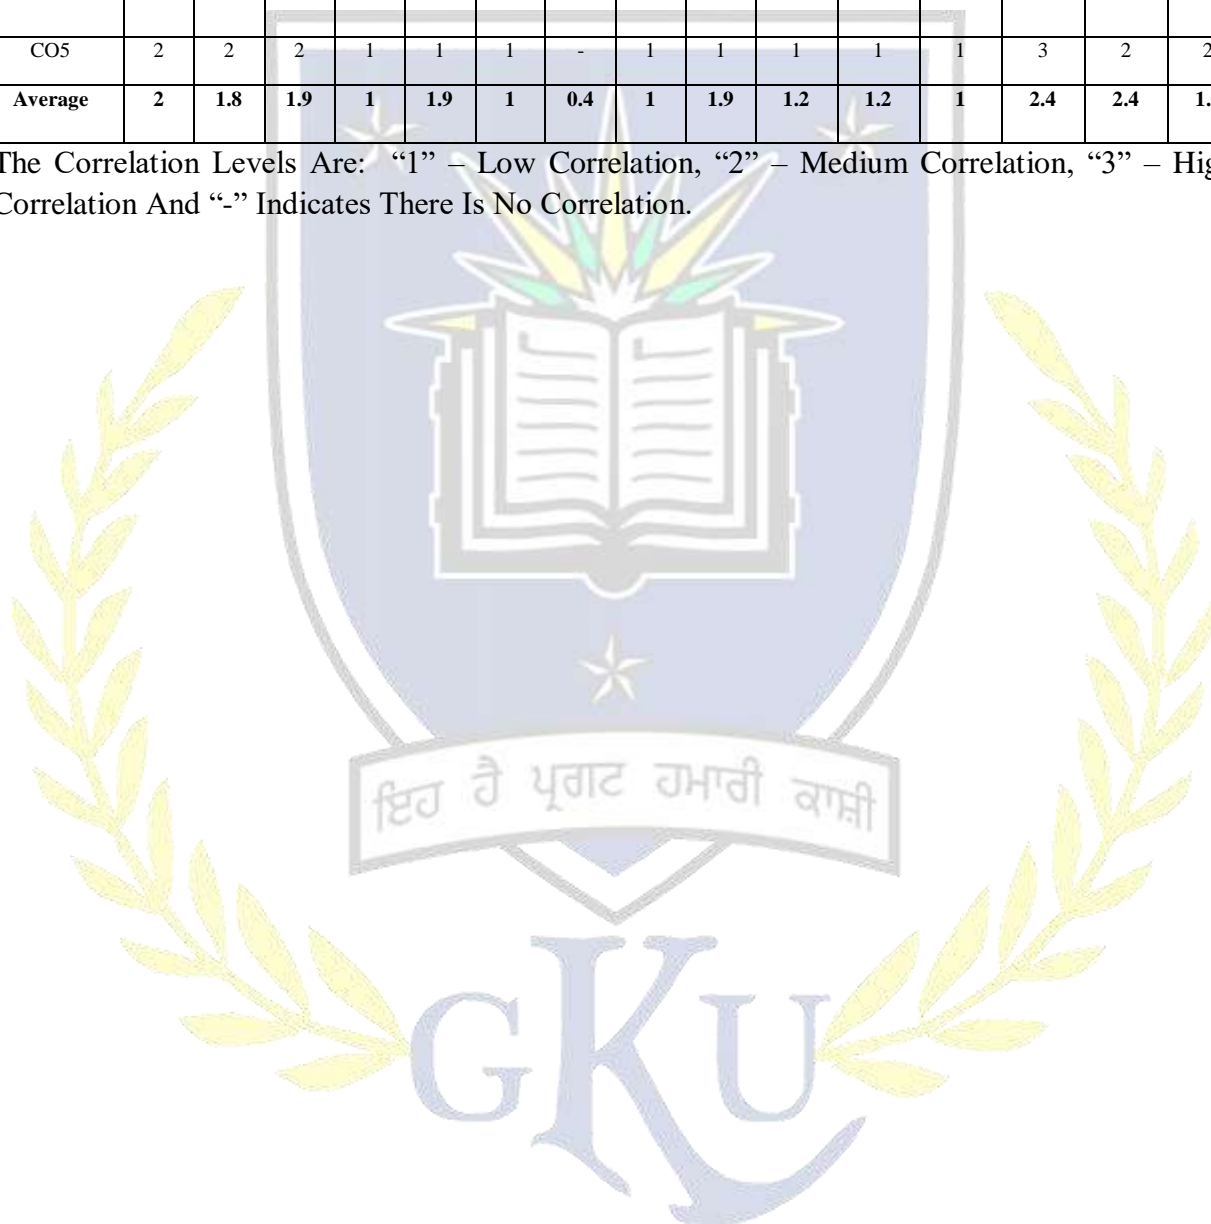 CO5 2 2 2 1 1 1 - 1 1 1 1 1 3 2 2
Average 2 1.8 1.9 1 1.9 1 0.4 1 1.9 1.2 1.2 1 2.4 2.4 1.
The Correlation Levels Are: “1” – Low Correlation, “2” – Medium Correlation, “3” – Hig
Correlation And “-” Indicates There Is No Correlation.
ਇਹ ਹੈ ਪ੍ਰਗਟ ਹਮਾਰੀ ਕਾਸ਼ੀ
GKU